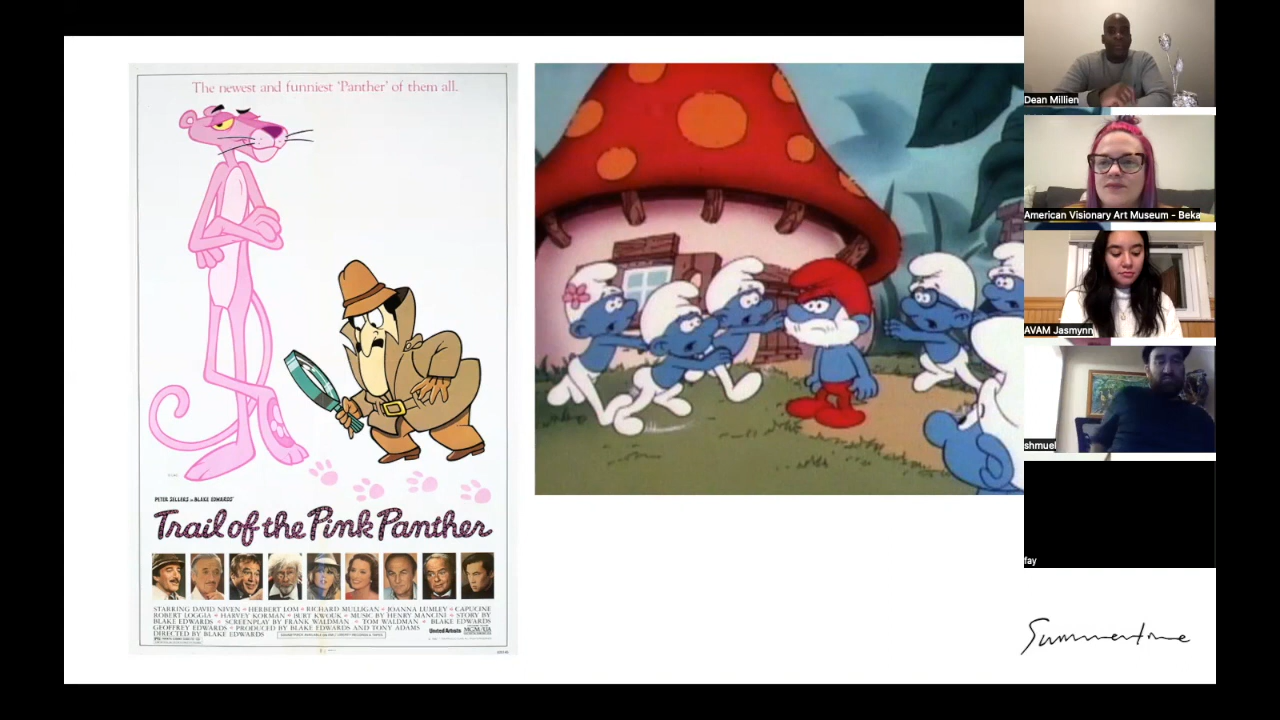 The newest and funniest 'Panther' of them all.
PETER SELLERS in BLAKE EDWARDS'
Trail of the Pink Panther
STARRING DAVID NIVEN • HERBERT LOM • RICHARD MULLIGAN • JOANNA LUMLEY • CAPUCINE
ROBERT LOGGIA • HARVEY KORMAN • BURT KWOUK • MUSIC BY HENRY MANCINI • STORY BY
BLAKE EDWARDS • SCREENPLAY BY FRANK WALDMAN • TOM WALDMAN • BLAKE EDWARDS
GEOFFREY EDWARDS • PRODUCED BY BLAKE EDWARDS AND TONY ADAMS
DIRECTED BY BLAKE EDWARDS
United Artists
Dean Millien
American Visionary Art Museum - Beka
AVAM Jasmynn
shmuel
fay
Summertime